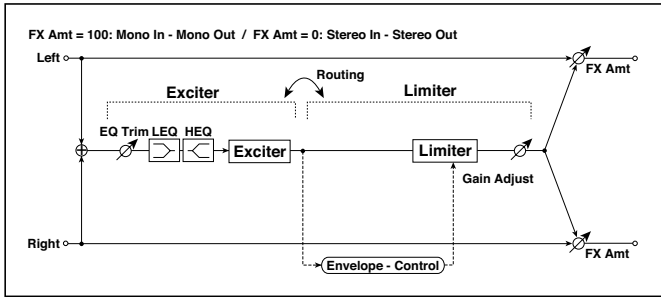 FX Amt = 100: Mono In - Mono Out / FX Amt = 0: Stereo In - Stereo Out
Left
FX Amt
Routing
Exciter
Limiter
EQ Trim
LEQ
HEQ
Exciter
Limiter
Gain Adjust
Right
FX Amt
Envelope - Control